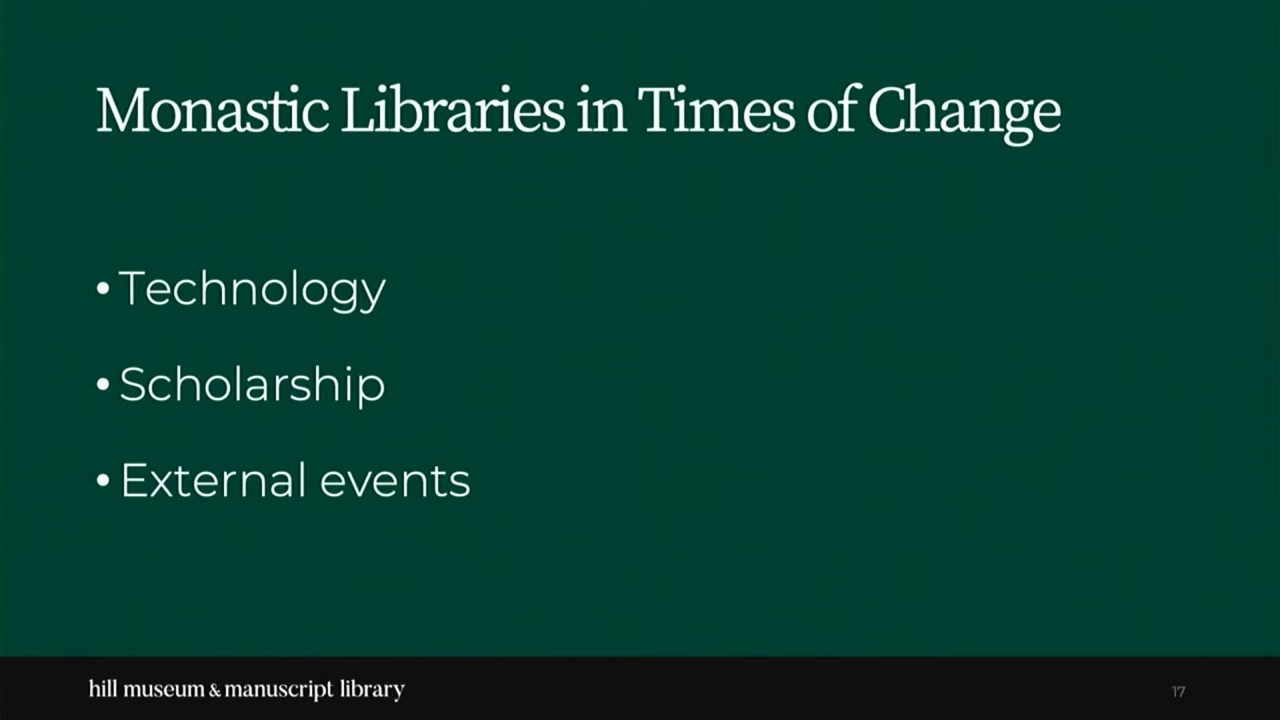 Monastic Libraries in Times of Change
• Technology
• Scholarship
• External events
hill museum & manuscript library
17